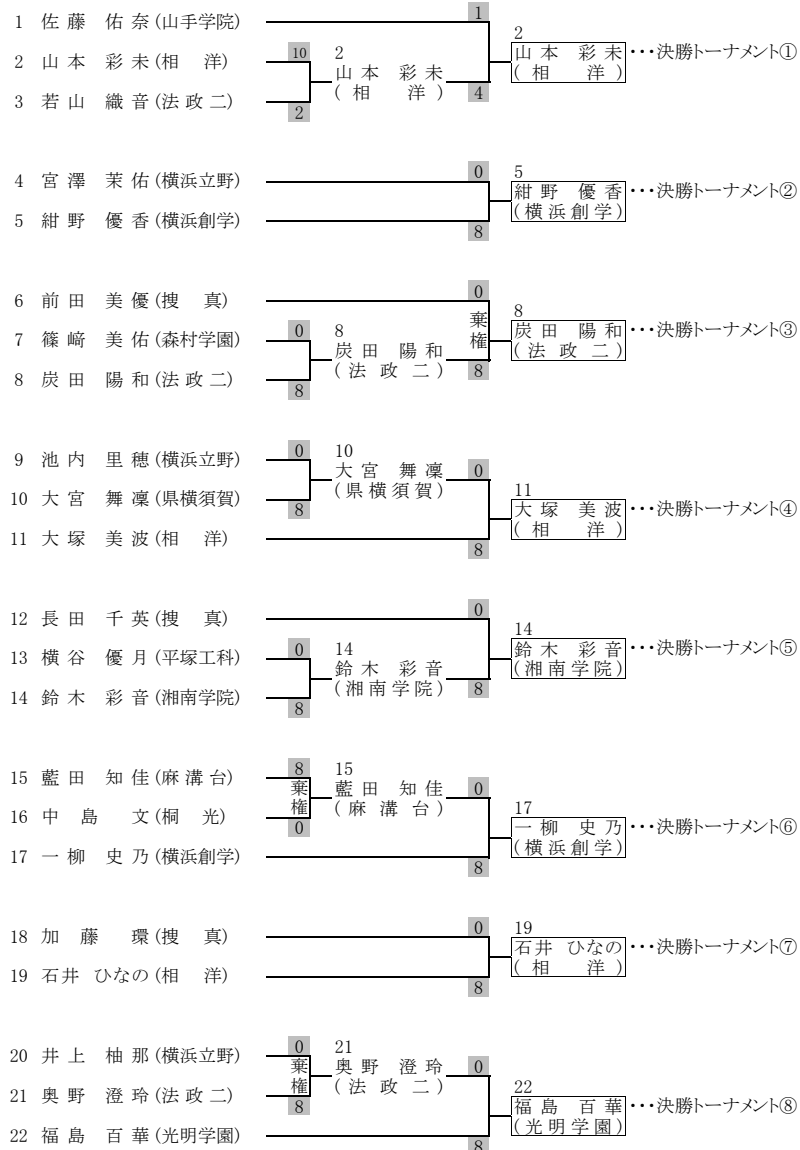 1 佐藤 佑奈(山手学院)
1
2 山本 彩未(相 洋)
10
2
山本 彩未
(相 洋)
4
2
山本 彩未
(相 洋)
・・・決勝トーナメント①
3 若山 織音(法政二)
2
4 宮澤 茉佑(横浜立野)
0
5
紺野 優香
(横浜創学)
・・・決勝トーナメント②
5 紺野 優香(横浜創学)
8
6 前田 美優(捜 真)
0
棄権
7 篠﨑 美佑(森村学園)
0
8
炭田 陽和
(法政二)
8
8
炭田 陽和
(法政二)
・・・決勝トーナメント③
8 炭田 陽和(法政二)
8
9 池内 里穂(横浜立野)
0
10
大宮 舞凜
(県横須賀)
0
10 大宮 舞凜(県横須賀)
8
11
大塚 美波
(相 洋)
・・・決勝トーナメント④
11 大塚 美波(相 洋)
8
12 長田 千英(捜 真)
0
13 横谷 優月(平塚工科)
0
14
鈴木 彩音
(湘南学院)
8
14
鈴木 彩音
(湘南学院)
・・・決勝トーナメント⑤
14 鈴木 彩音(湘南学院)
8
15 藍田 知佳(麻溝台)
8
棄権
15
藍田 知佳
(麻溝台)
0
16 中島 文(桐 光)
0
17
一柳 史乃
(横浜創学)
・・・決勝トーナメント⑥
17 一柳 史乃(横浜創学)
8
18 加藤 環(捜 真)
0
19
石井 ひなの
(相 洋)
・・・決勝トーナメント⑦
19 石井 ひなの(相 洋)
8
20 井上 柚那(横浜立野)
0
棄権
21
奥野 澄玲
(法政二)
0
21 奥野 澄玲(法政二)
8
22
福島 百華
(光明学園)
・・・決勝トーナメント⑧
22 福島 百華(光明学園)
8